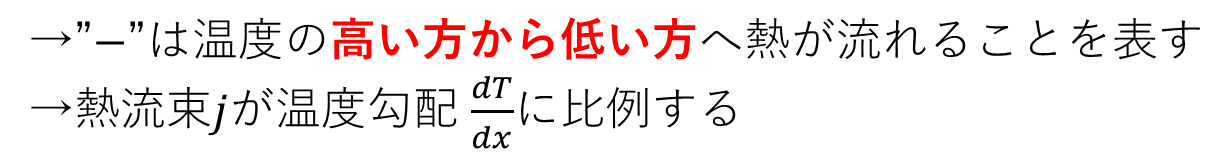 →”−”は温度の高い方から低い方へ熱が流れることを表す
→熱流束jが温度勾配 dT/dxに比例する